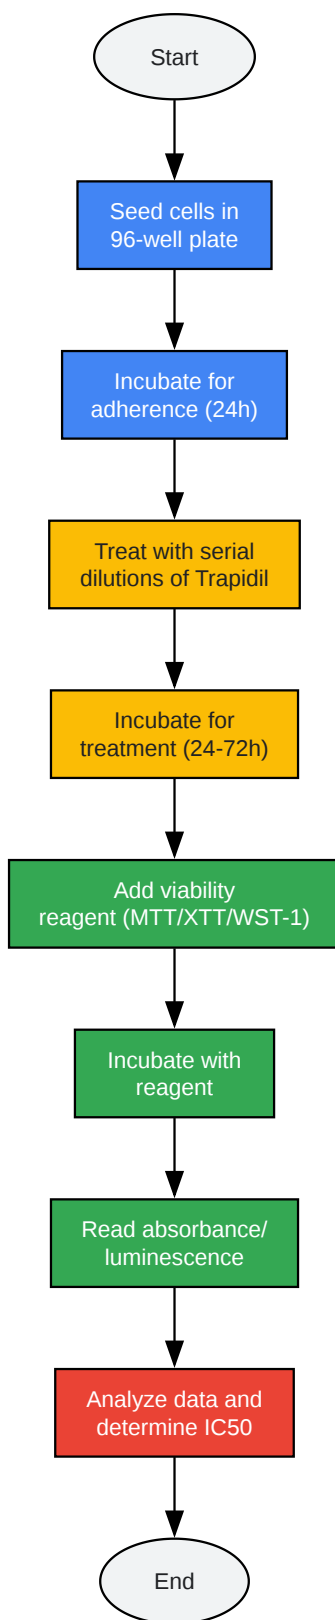 Start
Seed cells in
96-well plate
Incubate for
adherence (24h)
Treat with serial
dilutions of Trapidil
Incubate for
treatment (24-72h)
Add viability
reagent (MTT/XTT/WST-1)
Incubate with
reagent
Read absorbance/
luminescence
Analyze data and
determine IC50
End